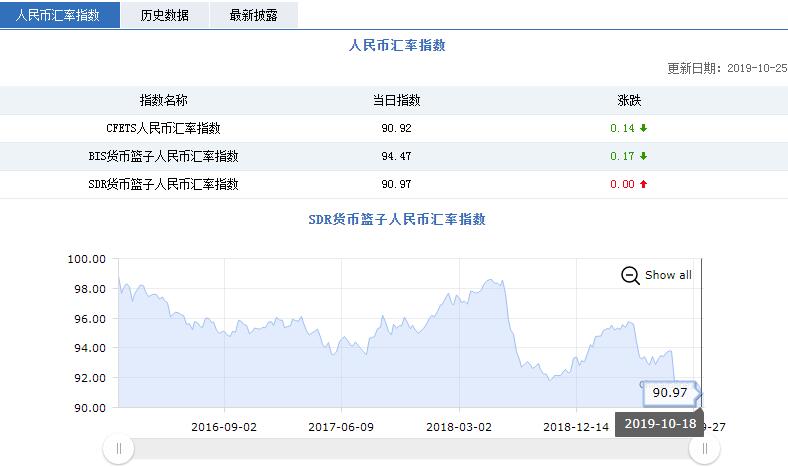 人民币汇率指数 历史数据 最新披露
人民币汇率指数
更新日期：2019-10-25
指数名称 当日指数 涨跌
CFETS人民币汇率指数 90.92 0.14
BIS货币篮子人民币汇率指数 94.47 0.17
SDR货币篮子人民币汇率指数 90.97 0.00
SDR货币篮子人民币汇率指数
100.00
Show all
98.00
96.00
94.00
92.00
90.97
90.00
2016-09-02 2017-06-09 2018-03-02 2018-12-14 2019-10-18 9-27